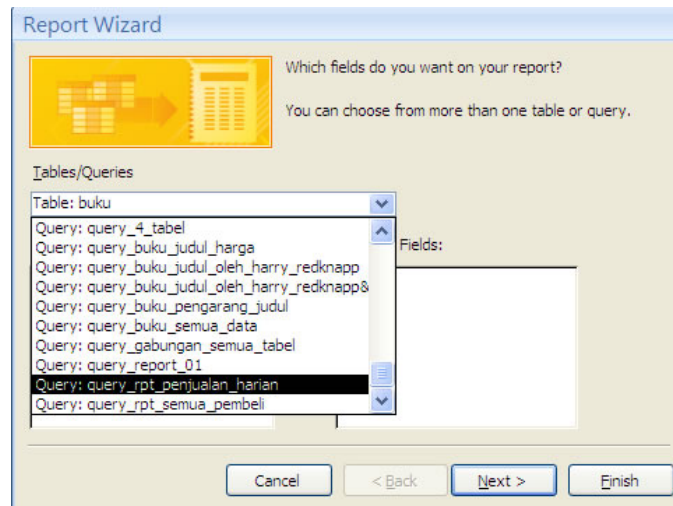 Report Wizard
Which fields do you want on your report?
You can choose from more than one table or query.
Tables/Queries
Table: buku
Query: query_4_tabel
Query: query_buku_judul_harga
Fields:
Query: query_buku_judul_oleh_harry_redknapp
Query: query_buku_judul_oleh_harry_redknapp&
Query: query_buku_pengarang_judul
Query: query_buku_semua_data
Query: query_gabungan_semua_tabel
Query: query_report_01
Query: query_rpt_penjualan_harian
Query: query_rpt_semua_pembeli
Cancel
< Back
Next >
Finish